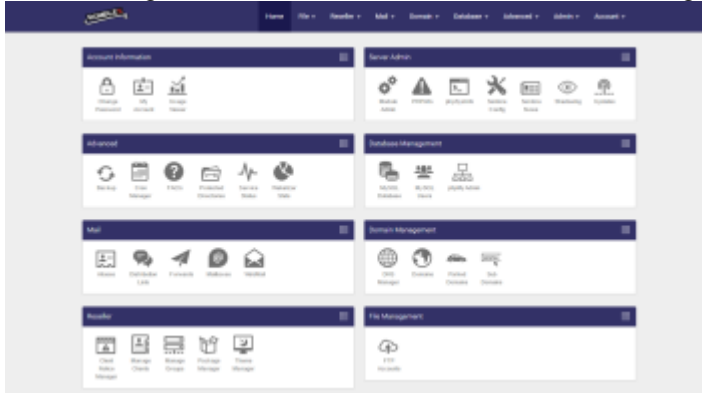 Home File Reseller Mail Domain Database Advanced Admin Account
Account Information
Change Password
My Account
Usage Viewer
Server Admin
Module Admin
PHPInfo
phpSysInfo
Services Config
Monitoring
Updates
Advanced
Backup
Cron Manager
FAQ's
Protected Directories
Service Status
Webalizer Stats
Database Management
MySQL Database
MySQL Users
phpMyAdmin
Mail
Aliases
Distribution Lists
Forwards
Mailboxes
WebMail
Domain Management
DNS Manager
Domains
Parked Domains
Sub Domains
Reseller
Client Notice Manager
Manage Clients
Manage Groups
Package Manager
Theme Manager
File Management
FTP Accounts